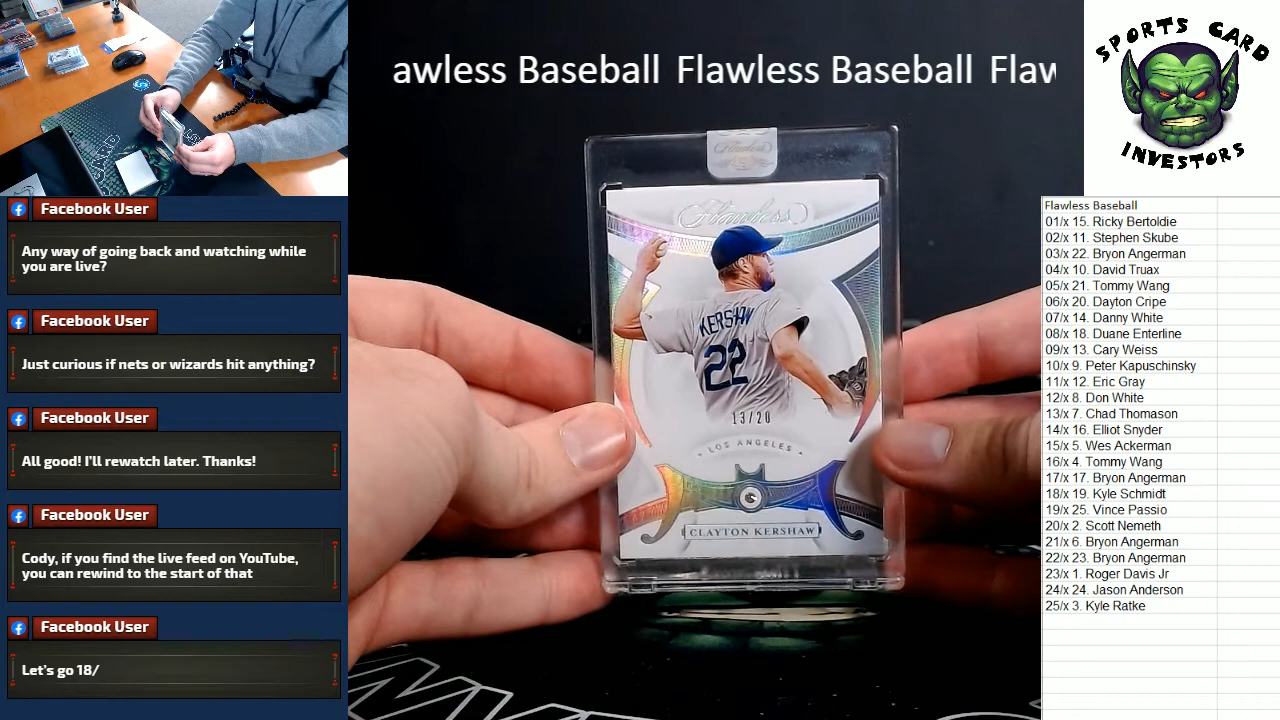 awless Baseball Flawless Baseball Flaw
SPORTS CARD
INVESTORS
Facebook User
Any way of going back and watching while
you are live?
Facebook User
Just curious if nets or wizards hit anything?
Facebook User
All good! I'll rewatch later. Thanks!
Facebook User
Cody, if you find the live feed on YouTube,
you can rewind to the start of that
Facebook User
Let's go 18/
Flawless
Flawless
KERSHAW
22
13/20
LOS ANGELES
CLAYTON KERSHAW
Flawless Baseball
01/x 15. Ricky Bertoldie
02/x 11. Stephen Skube
03/x 22. Bryon Angerman
04/x 10. David Truax
05/x 21. Tommy Wang
06/x 20. Dayton Cripe
07/x 14. Danny White
08/x 18. Duane Enterline
09/x 13. Cary Weiss
10/x 9. Peter Kapuschinsky
11/x 12. Eric Gray
12/x 8. Don White
13/x 7. Chad Thomason
14/x 16. Elliot Snyder
15/x 5. Wes Ackerman
16/x 4. Tommy Wang
17/x 17. Bryon Angerman
18/x 19. Kyle Schmidt
19/x 25. Vince Passio
20/x 2. Scott Nemeth
21/x 6. Bryon Angerman
22/x 23. Bryon Angerman
23/x 1. Roger Davis Jr
24/x 24. Jason Anderson
25/x 3. Kyle Ratke